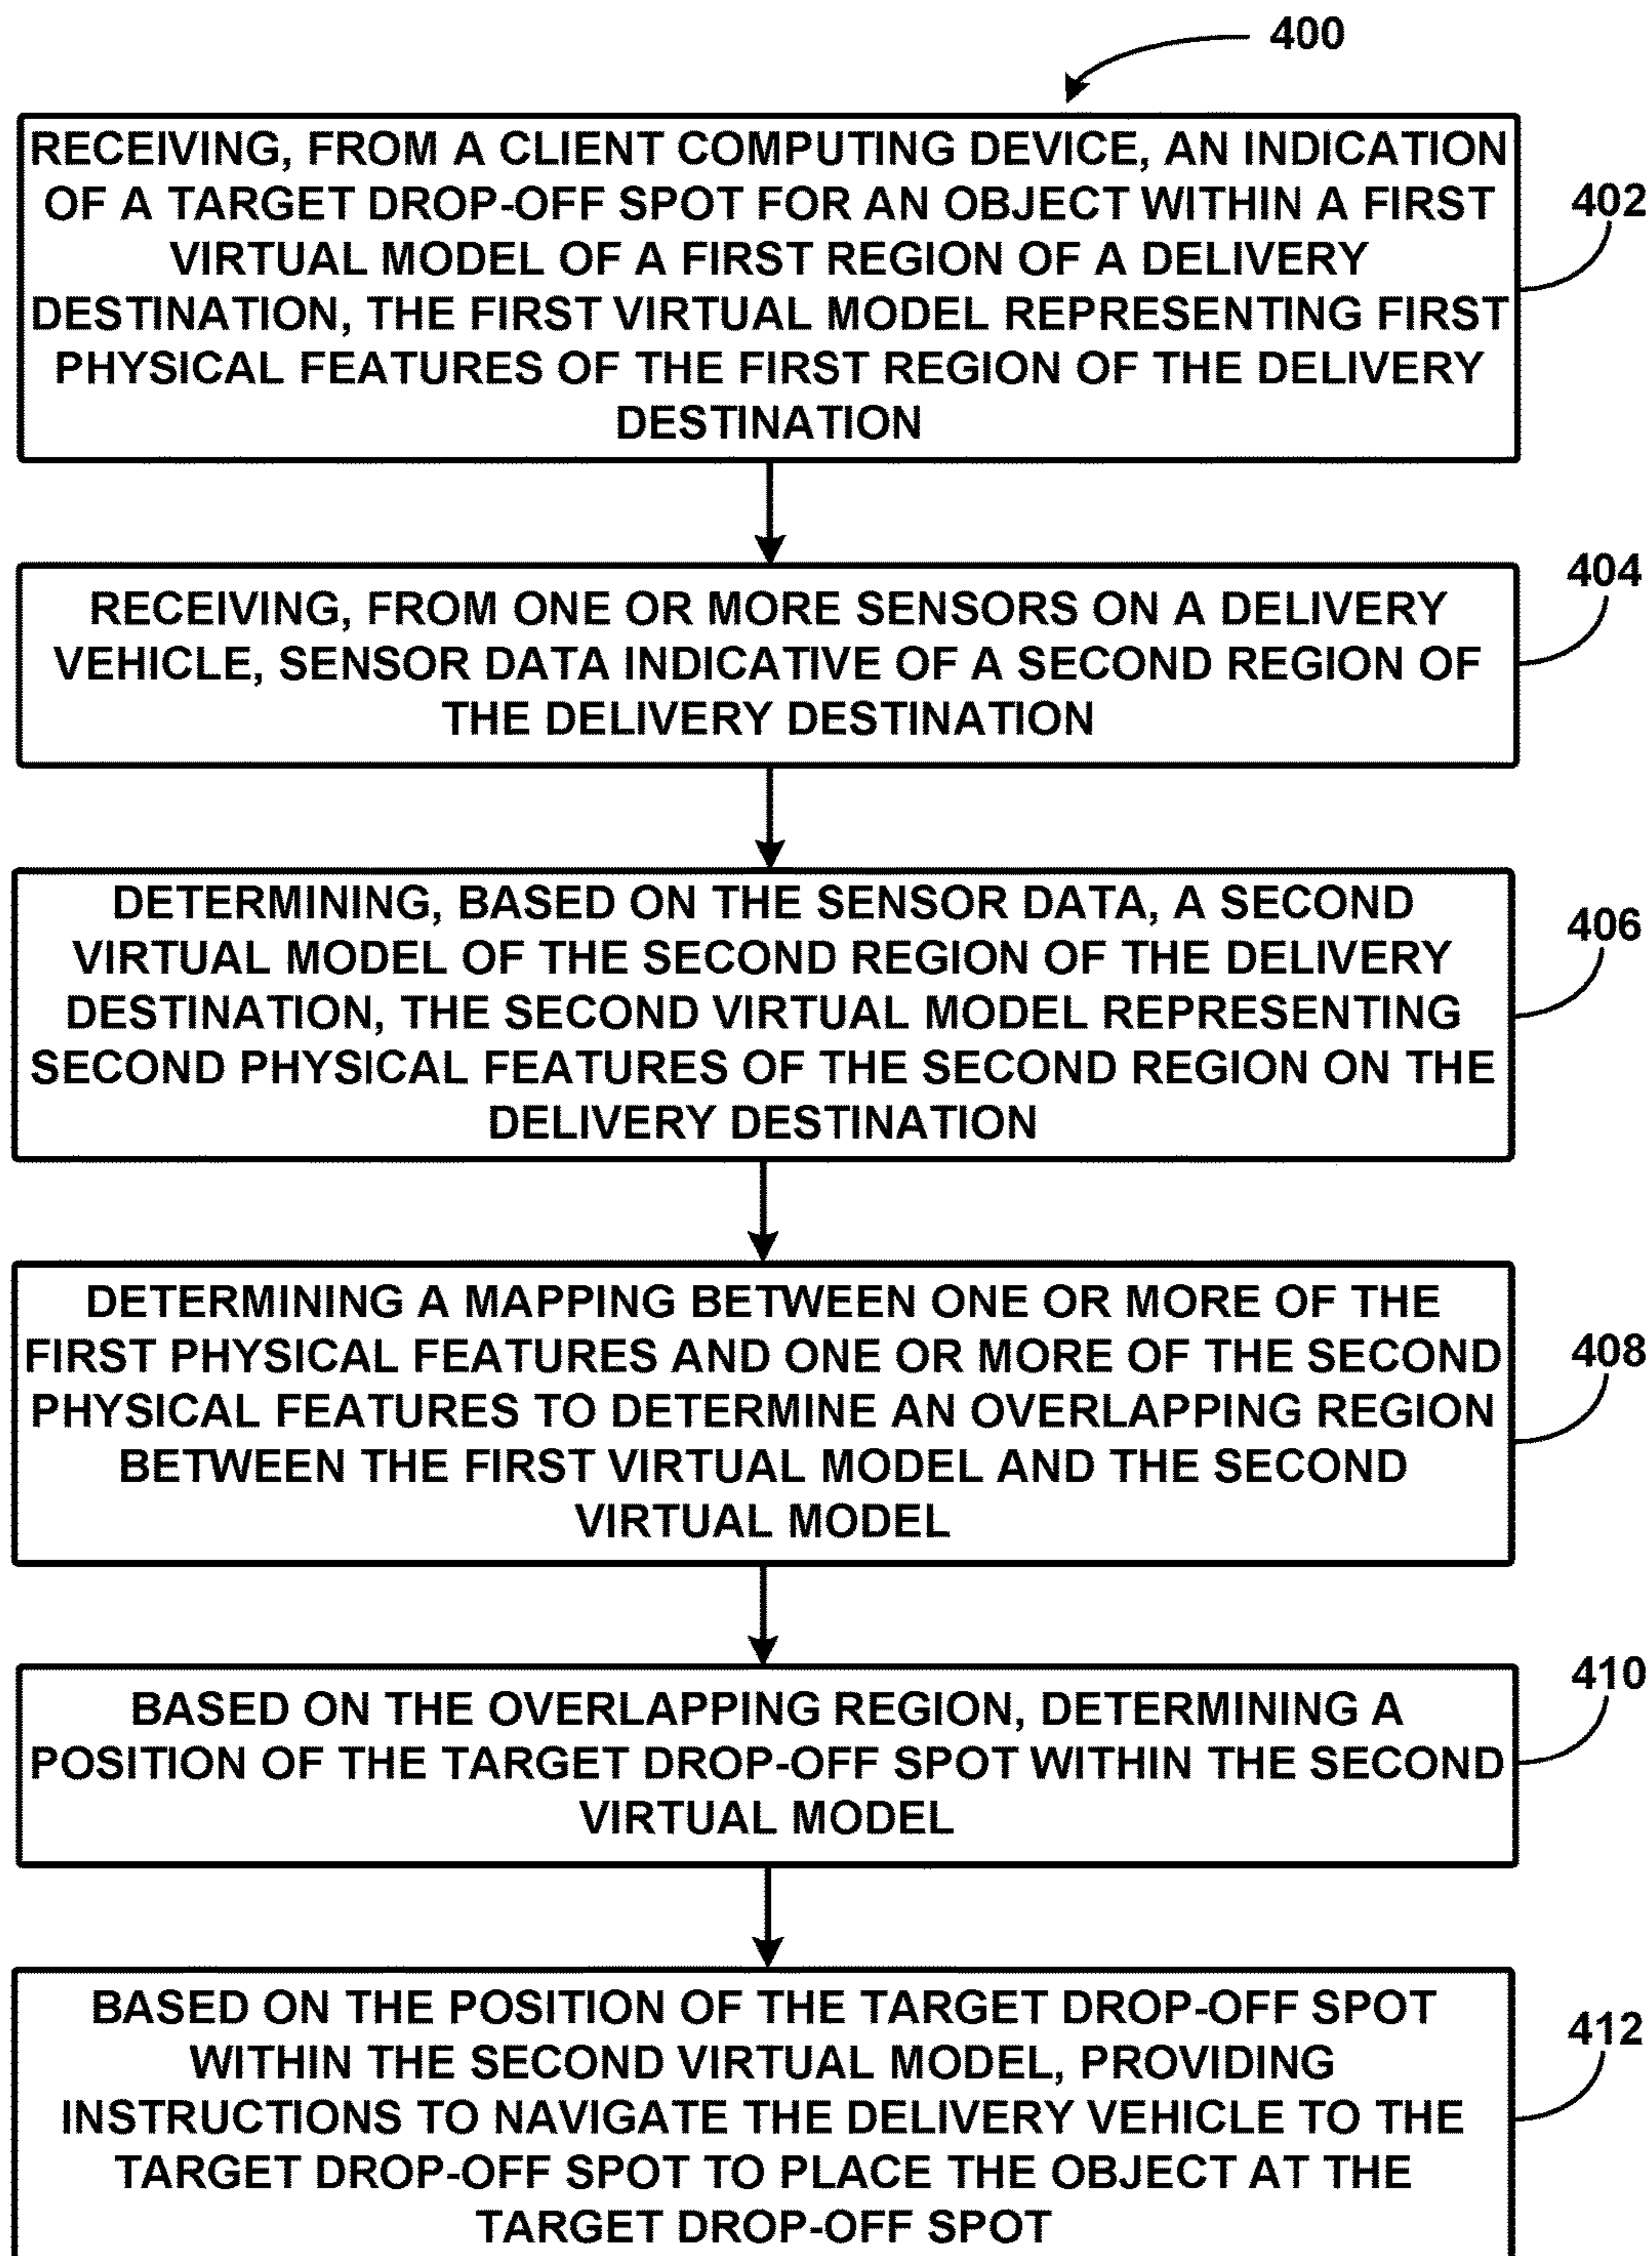 400
RECEIVING, FROM A CLIENT COMPUTING DEVICE, AN INDICATION
OF A TARGET DROP-OFF SPOT FOR AN OBJECT WITHIN A FIRST
VIRTUAL MODEL OF A FIRST REGION OF A DELIVERY
DESTINATION, THE FIRST VIRTUAL MODEL REPRESENTING FIRST
PHYSICAL FEATURES OF THE FIRST REGION OF THE DELIVERY
DESTINATION
402
RECEIVING, FROM ONE OR MORE SENSORS ON A DELIVERY
VEHICLE, SENSOR DATA INDICATIVE OF A SECOND REGION OF
THE DELIVERY DESTINATION
404
DETERMINING, BASED ON THE SENSOR DATA, A SECOND
VIRTUAL MODEL OF THE SECOND REGION OF THE DELIVERY
DESTINATION, THE SECOND VIRTUAL MODEL REPRESENTING
SECOND PHYSICAL FEATURES OF THE SECOND REGION ON THE
DELIVERY DESTINATION
406
DETERMINING A MAPPING BETWEEN ONE OR MORE OF THE
FIRST PHYSICAL FEATURES AND ONE OR MORE OF THE SECOND
PHYSICAL FEATURES TO DETERMINE AN OVERLAPPING REGION
BETWEEN THE FIRST VIRTUAL MODEL AND THE SECOND
VIRTUAL MODEL
408
BASED ON THE OVERLAPPING REGION, DETERMINING A
POSITION OF THE TARGET DROP-OFF SPOT WITHIN THE SECOND
VIRTUAL MODEL
410
BASED ON THE POSITION OF THE TARGET DROP-OFF SPOT
WITHIN THE SECOND VIRTUAL MODEL, PROVIDING
INSTRUCTIONS TO NAVIGATE THE DELIVERY VEHICLE TO THE
TARGET DROP-OFF SPOT TO PLACE THE OBJECT AT THE
TARGET DROP-OFF SPOT
412